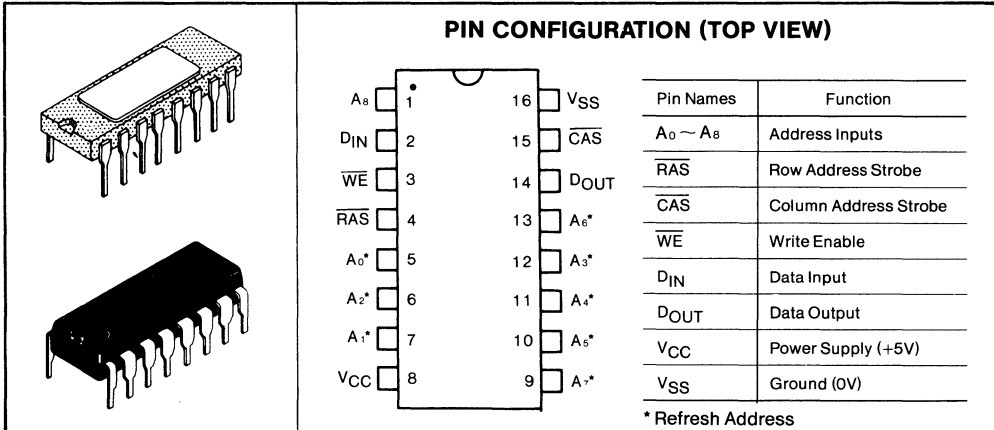 PIN CONFIGURATION (TOP VIEW)
A8 1 16 VSS
DIN 2 15 CAS
WE 3 14 DOUT
RAS 4 13 A6*
A0* 5 12 A3*
A2* 6 11 A4*
A1* 7 10 A5*
VCC 8 9 A7*
Pin Names Function
A0 ~ A8 Address Inputs
RAS Row Address Strobe
CAS Column Address Strobe
WE Write Enable
DIN Data Input
DOUT Data Output
VCC Power Supply (+5V)
VSS Ground (0V)
* Refresh Address